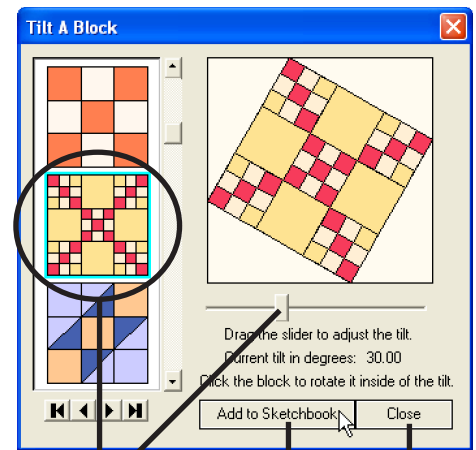 Tilt A Block
Drag the slider to adjust the tilt.
Current tilt in degrees: 30.00
Click the block to rotate it inside of the tilt.
Add to Sketchbook
Close